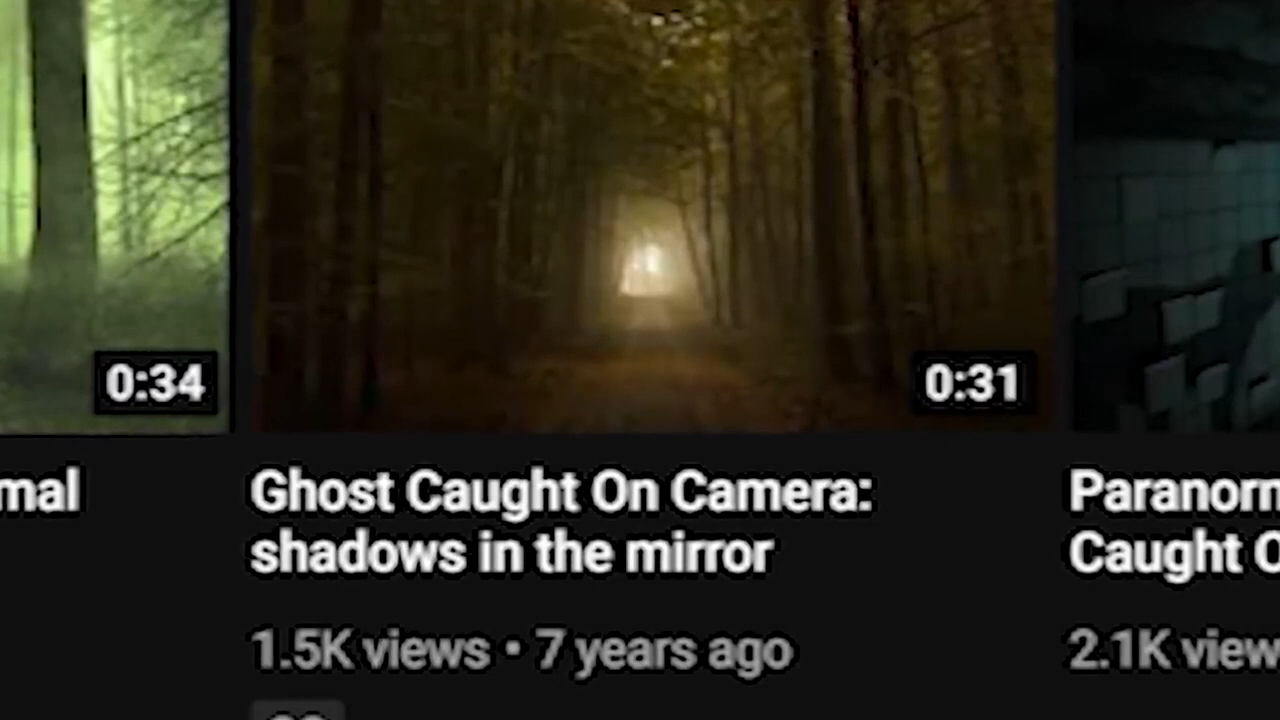 0:34
0:31
mal
Ghost Caught On Camera:
shadows in the mirror
1.5K views • 7 years ago
Paranorm
Caught O
2.1K view